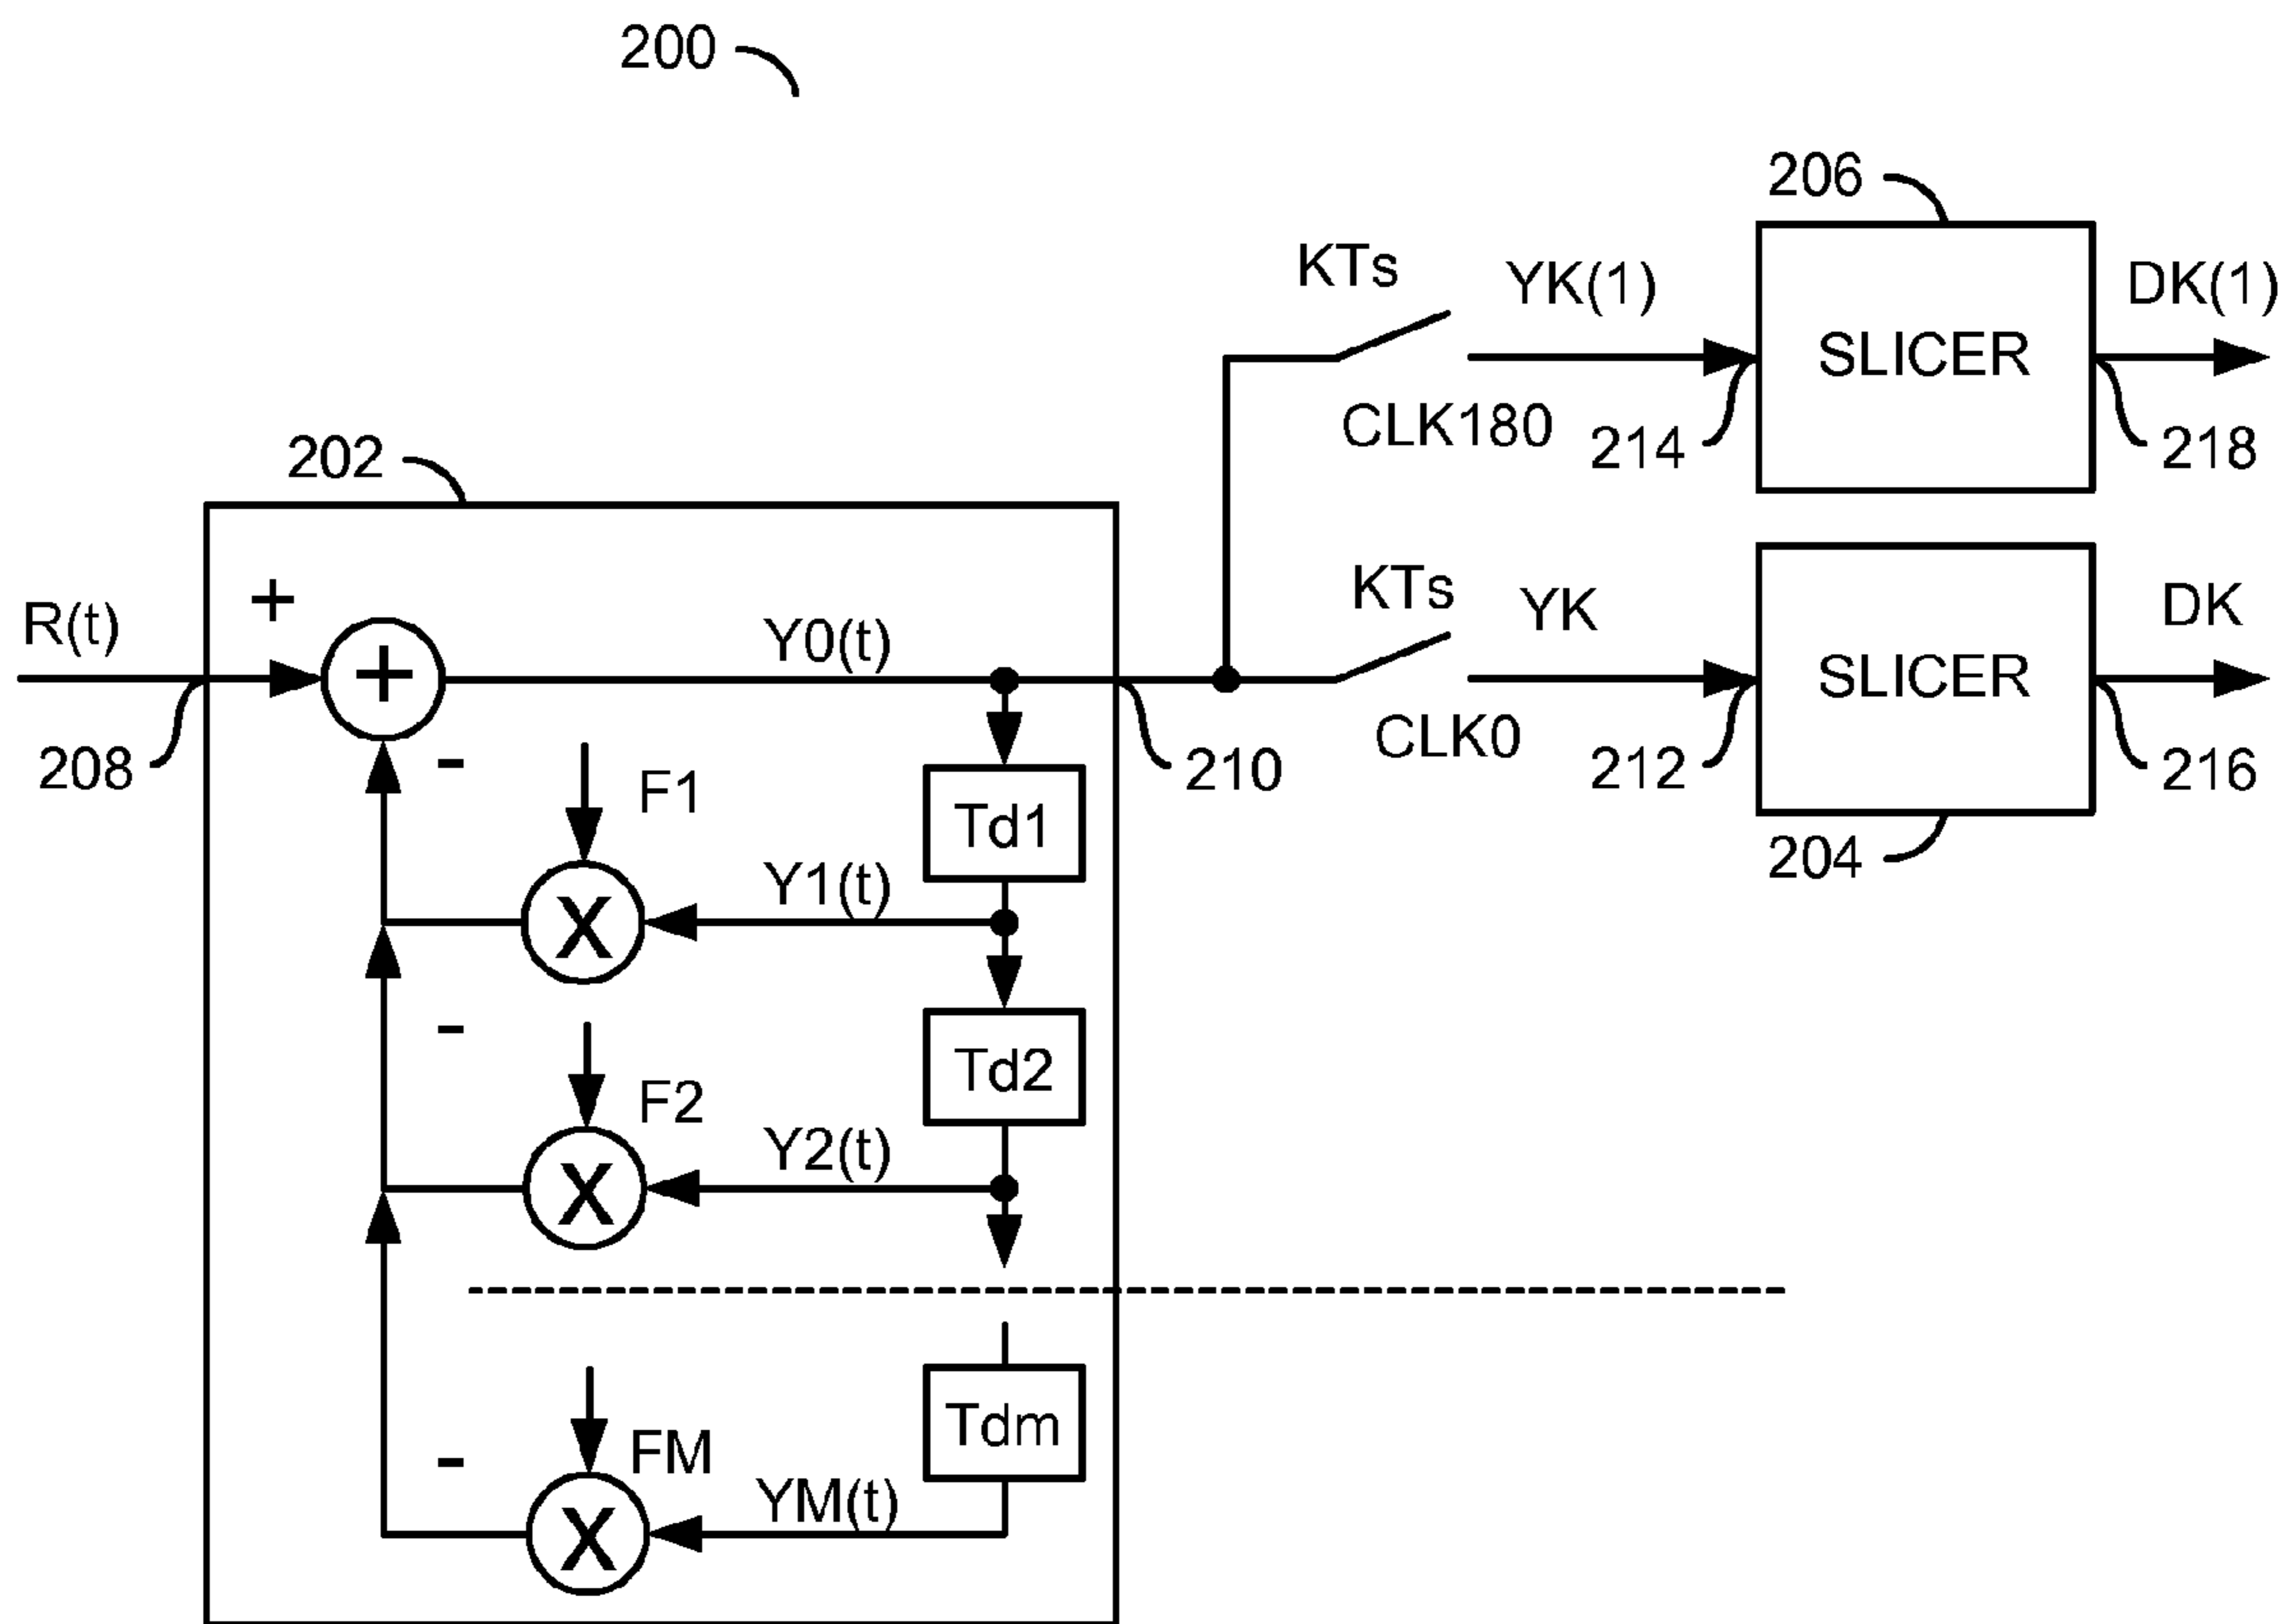 200
206
KTs
YK(1)
SLICER
DK(1)
CLK180
214
218
202
R(t)
+
+
Y0(t)
KTs
YK
SLICER
DK
208
-
F1
210
CLK0
212
216
204
Td1
Y1(t)
X
-
F2
Td2
Y2(t)
X
-
FM
Tdm
YM(t)
X